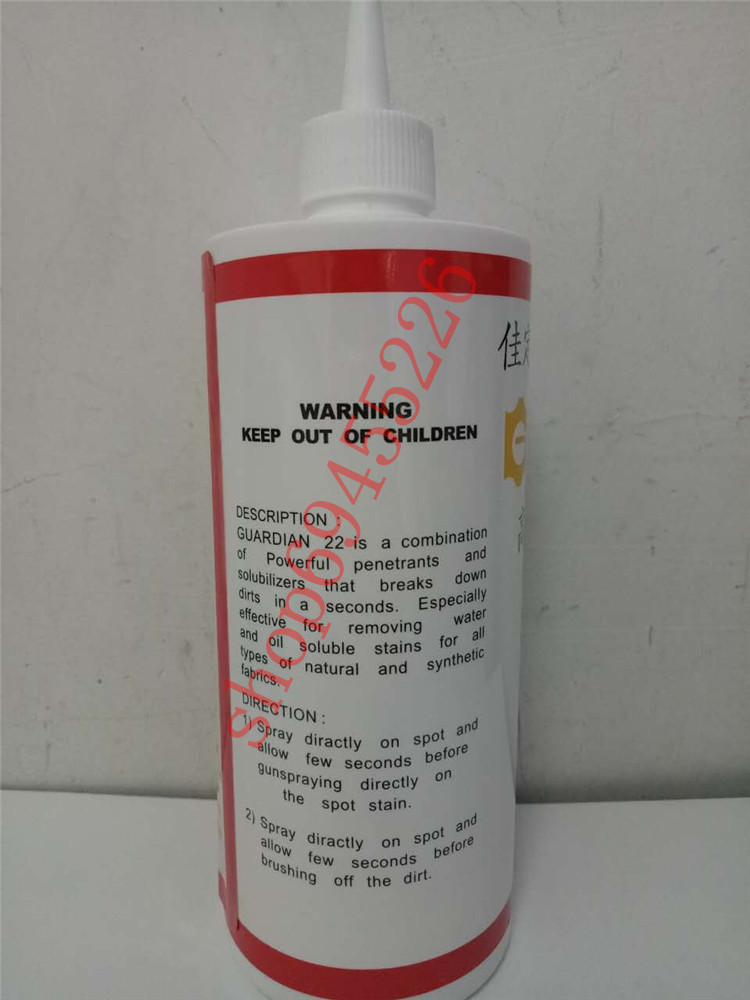 WARNING
KEEP OUT OF CHILDREN
DESCRIPTION :
GUARDIAN 22 is a combination
of Powerful penetrants and
solubilizers that breaks down
dirts in a seconds. Especially
effective for removing water
and oil soluble stains for all
types of natural and synthetic
fabrics.
DIRECTION :
1) Spray diractly on spot and
allow few seconds before
gunspraying directly on
the spot stain.
2) Spray diractly on spot and
allow few seconds before
brushing off the dirt.
佳
shop69455226